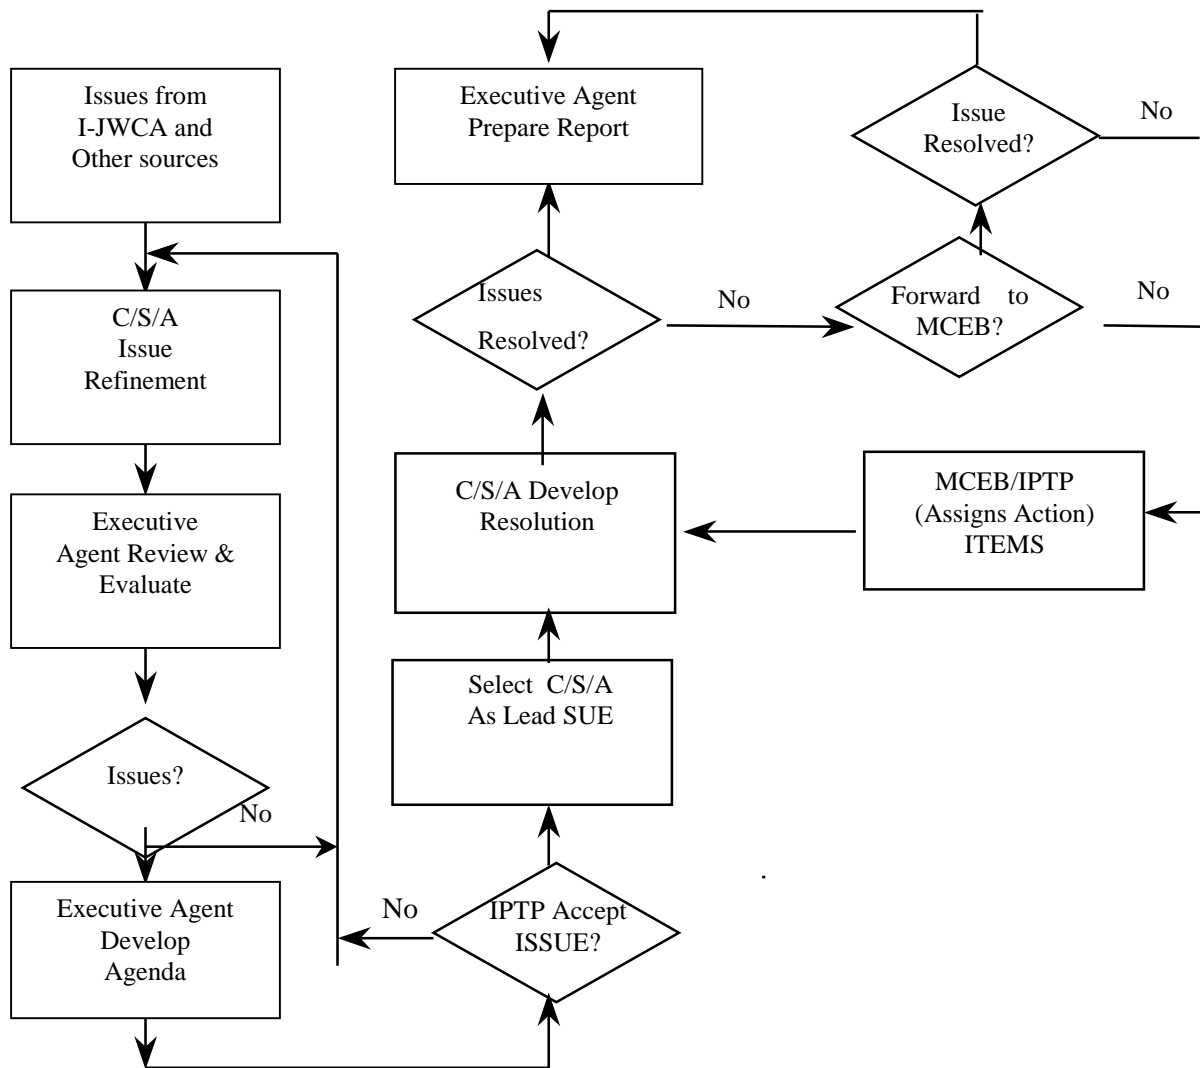 Issues from
I-JWCA and
Other sources
C/S/A
Issue
Refinement
Executive
Agent Review &
Evaluate
Issues?
No
Executive Agent
Develop
Agenda
Executive Agent
Prepare Report
Issues
Resolved?
No
C/S/A Develop
Resolution
Select C/S/A
As Lead SUE
No
IPTP Accept
ISSUE?
Issue
Resolved?
No
Forward to
MCEB?
No
MCEB/IPTP
(Assigns Action)
ITEMS
.